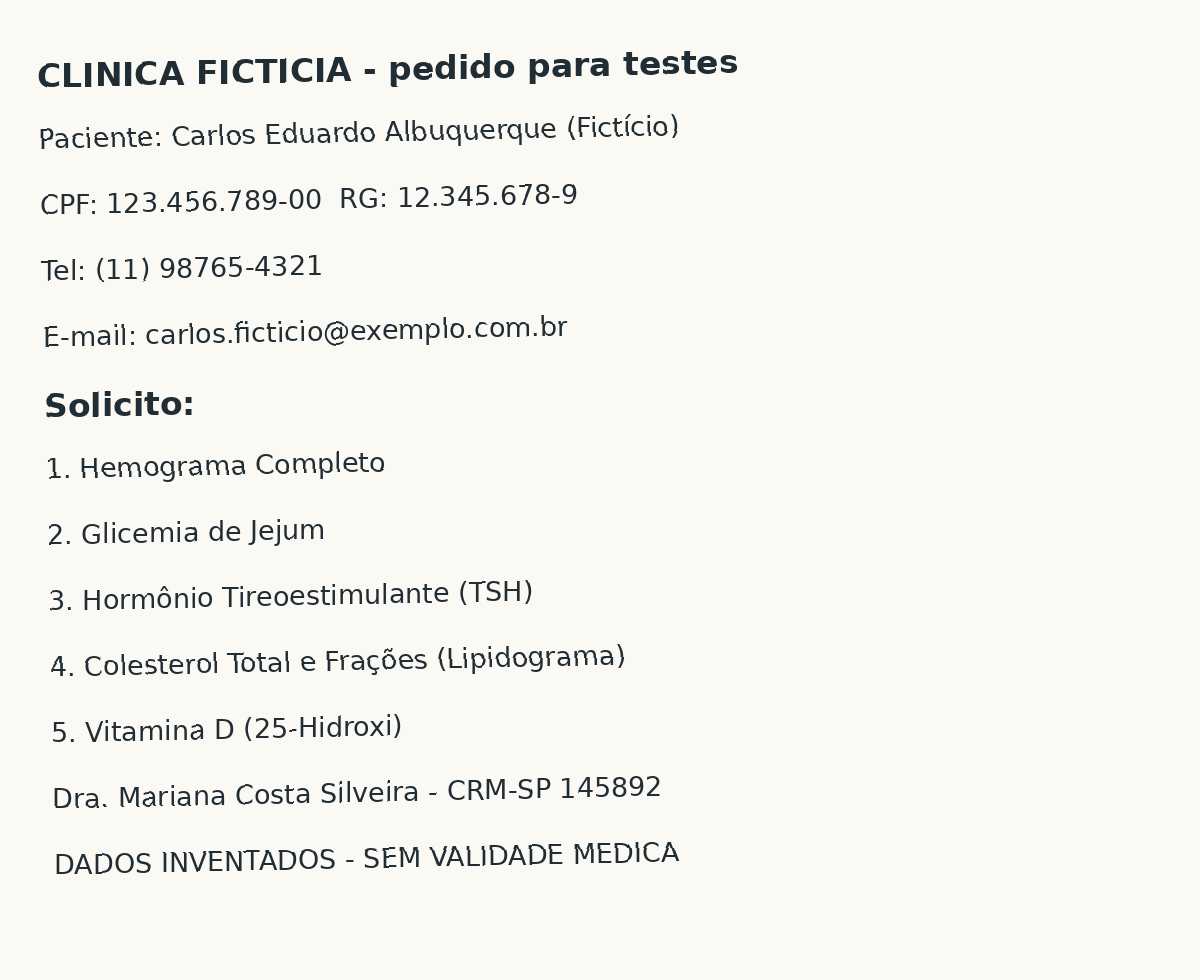 CLINICA FICTICIA - pedido para testes
Paciente: Carlos Eduardo Albuquerque (Fictício)
CPF: 123.456.789-00  RG: 12.345.678-9
Tel: (11) 98765-4321
E-mail: carlos.ficticio@exemplo.com.br
Solicito:
1. Hemograma Completo
2. Glicemia de Jejum
3. Hormônio Tireoestimulante (TSH)
4. Colesterol Total e Frações (Lipidograma)
5. Vitamina D (25-Hidroxi)
Dra. Mariana Costa Silveira - CRM-SP 145892
DADOS INVENTADOS - SEM VALIDADE MEDICA